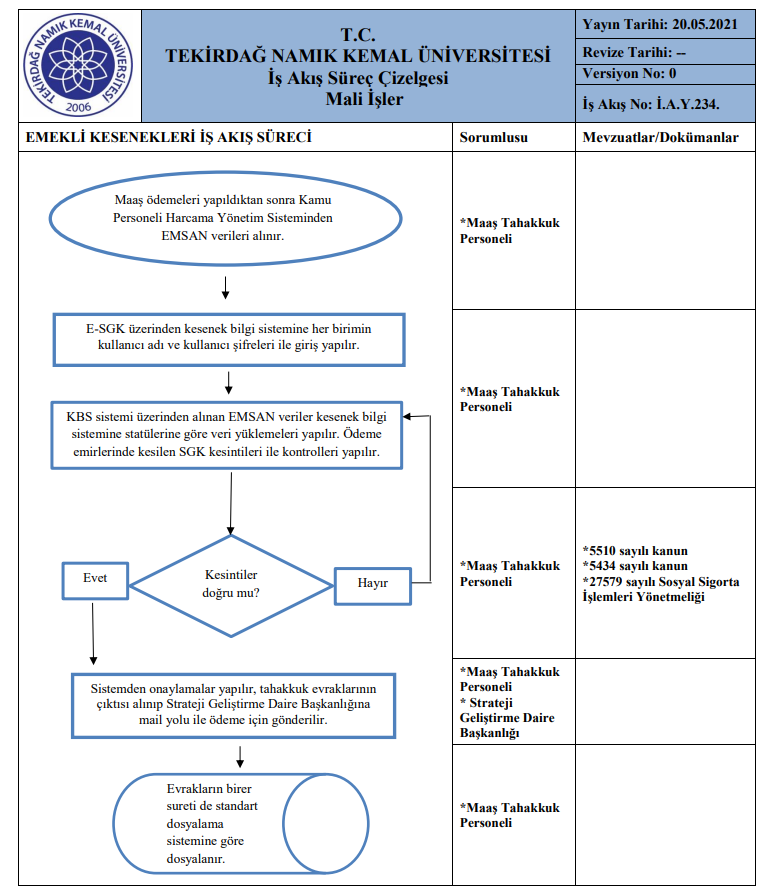 TEKİRDAĞ NAMIK KEMAL ÜNİVERSİTESİ
2006
T.C.
TEKİRDAĞ NAMIK KEMAL ÜNİVERSİTESİ
İş Akış Süreç Çizelgesi
Mali İşler
Yayın Tarihi: 20.05.2021
Revize Tarihi: --
Versiyon No: 0
İş Akış No: İ.A.Y.234.
EMEKLİ KESENEKLERİ İŞ AKIŞ SÜRECİ
Sorumlusu
Mevzuatlar/Dokümanlar
Maaş ödemeleri yapıldıktan sonra Kamu
Personeli Harcama Yönetim Sisteminden
EMSAN verileri alınır.
*Maaş Tahakkuk
Personeli
E-SGK üzerinden kesenek bilgi sistemine her birimin
kullanıcı adı ve kullanıcı şifreleri ile giriş yapılır.
KBS sistemi üzerinden alınan EMSAN veriler kesenek bilgi
sistemine statülerine göre veri yüklemeleri yapılır. Ödeme
emirlerinde kesilen SGK kesintileri ile kontrolleri yapılır.
*Maaş Tahakkuk
Personeli
Evet
Kesintiler
doğru mu?
Hayır
*Maaş Tahakkuk
Personeli
*5510 sayılı kanun
*5434 sayılı kanun
*27579 sayılı Sosyal Sigorta
İşlemleri Yönetmeliği
Sistemden onaylamalar yapılır, tahakkuk evraklarının
çıktısı alınıp Strateji Geliştirme Daire Başkanlığına
mail yolu ile ödeme için gönderilir.
*Maaş Tahakkuk
Personeli
* Strateji
Geliştirme Daire
Başkanlığı
Evrakların birer
sureti de standart
dosyalama
sistemine göre
dosyalanır.
*Maaş Tahakkuk
Personeli